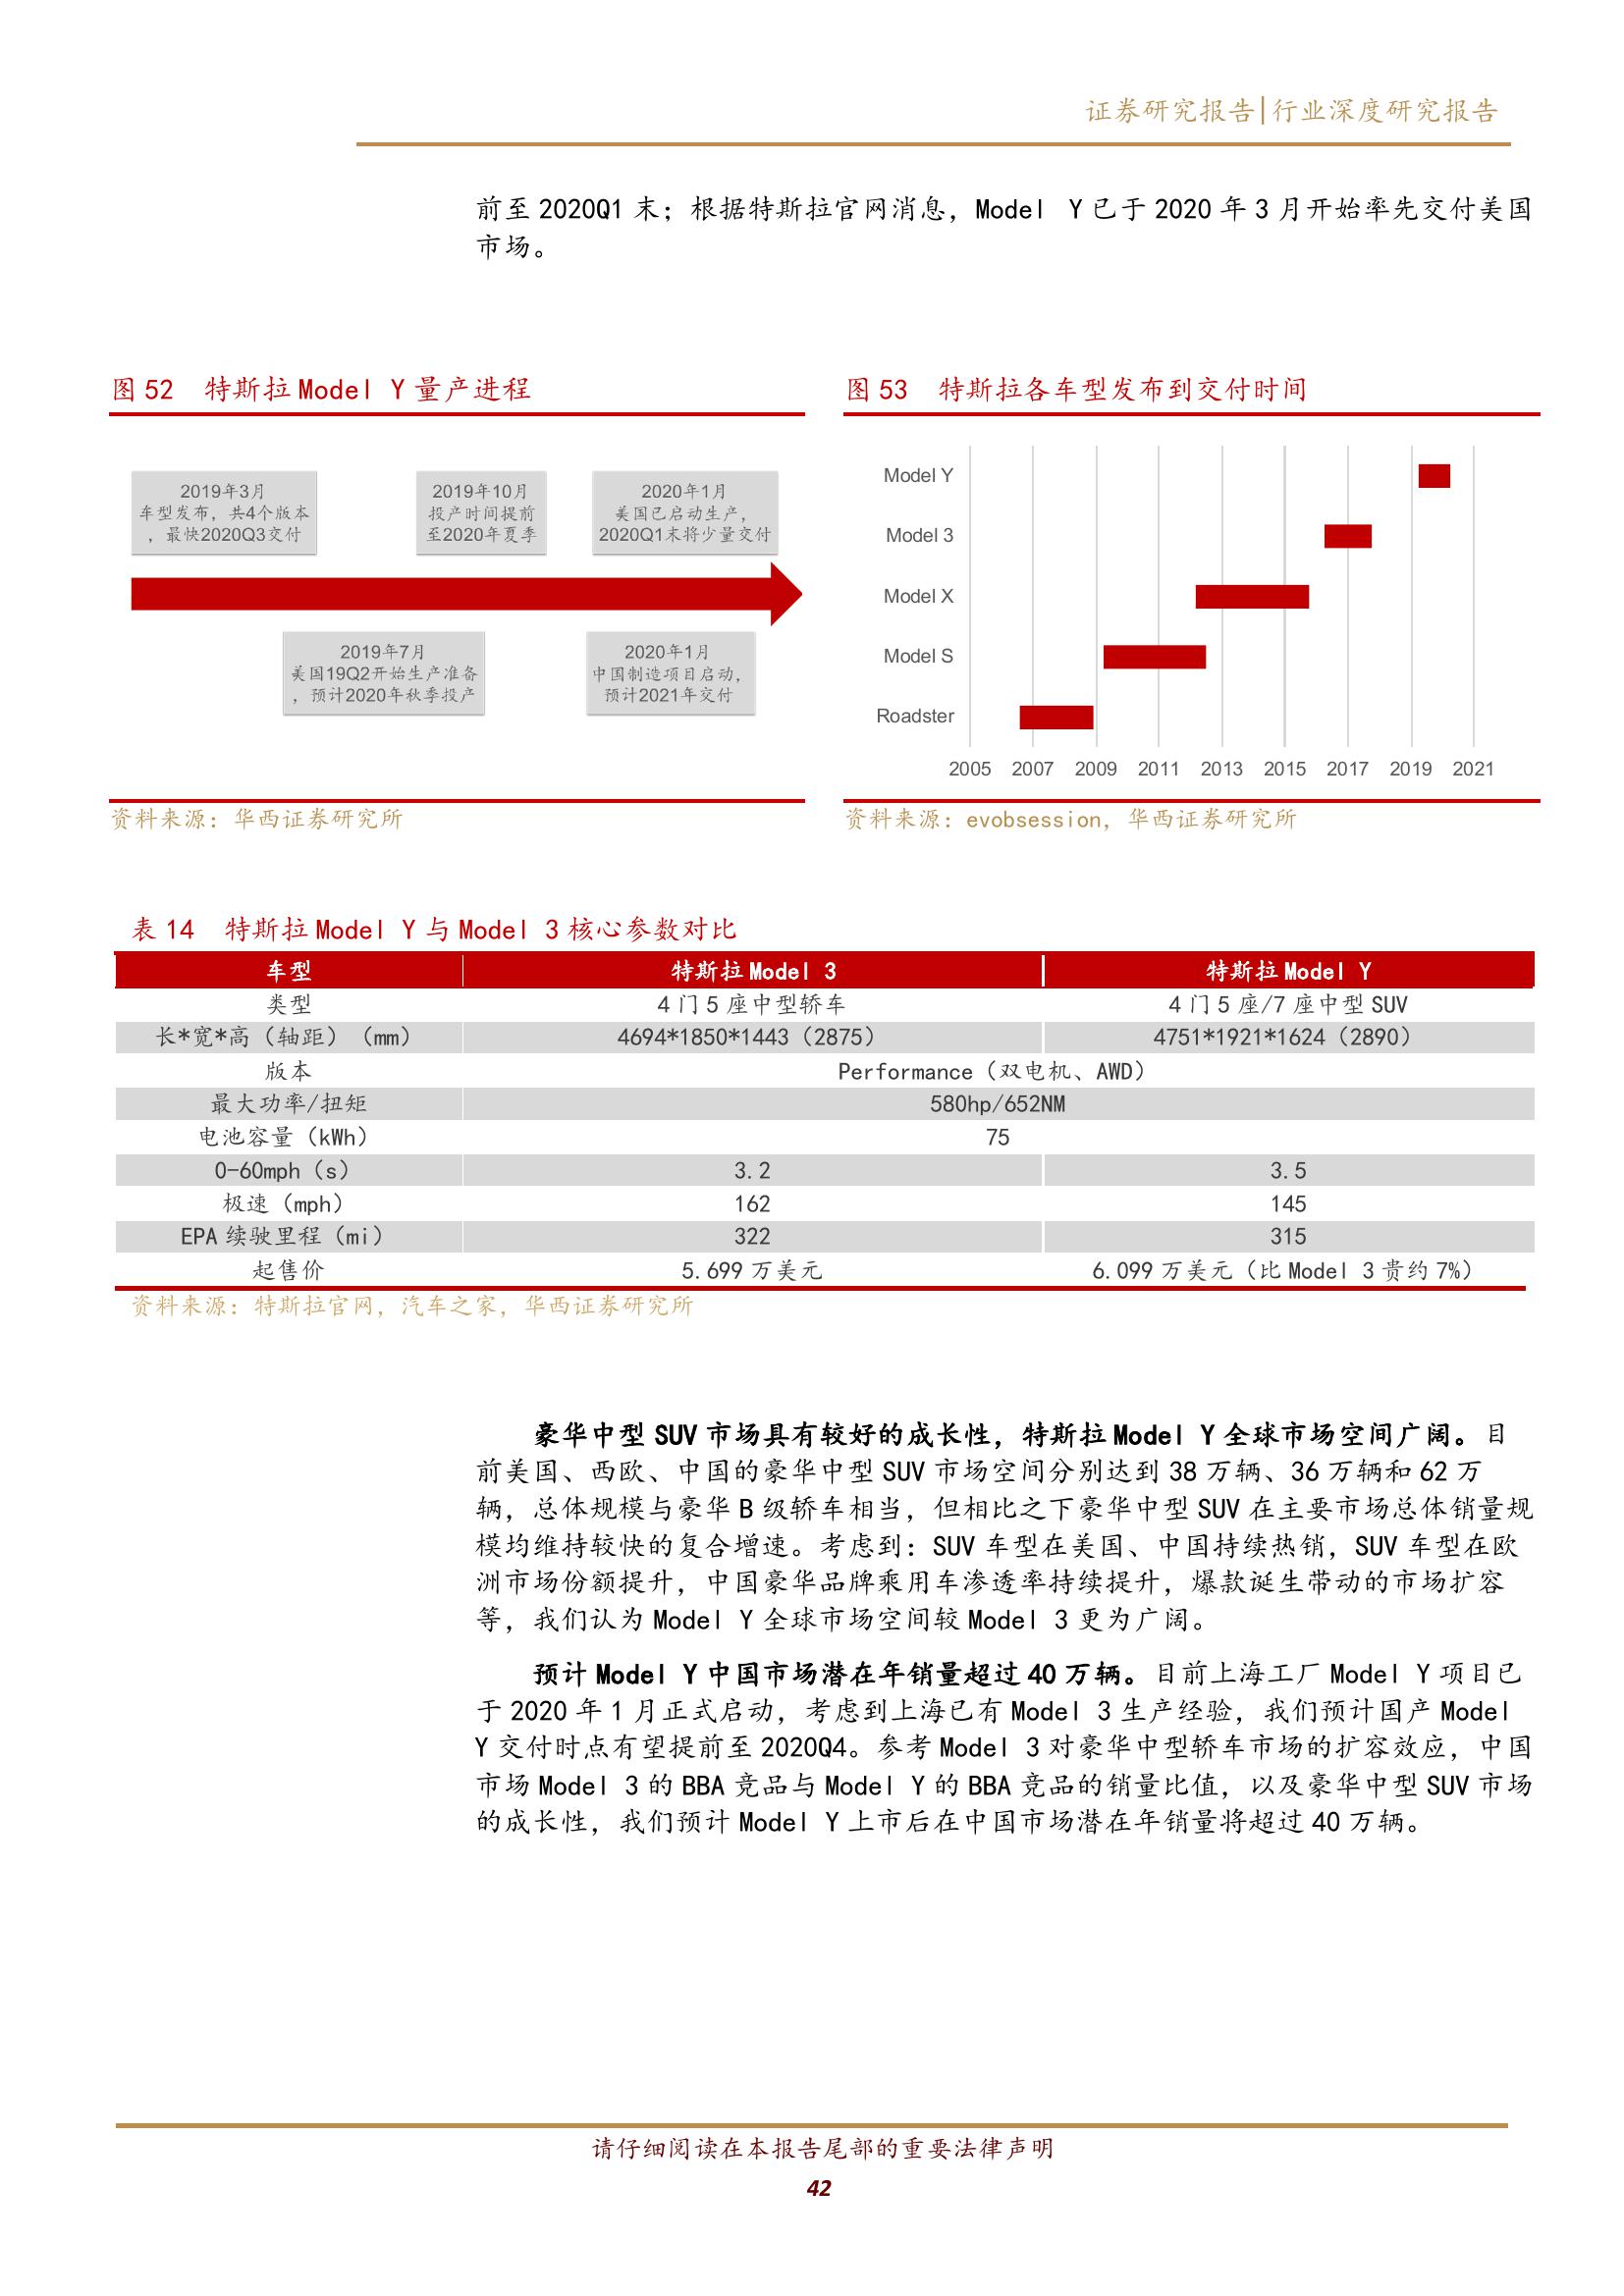 证券研究报告|行业深度研究报告
前至 2020Q1 末；根据特斯拉官网消息，Model Y 已于 2020 年 3 月开始率先交付美国
市场。
图 52 特斯拉 Model Y 量产进程
2019年3月
车型发布，共4个版本
，最快2020Q3交付
2019年10月
投产时间提前
至2020年夏季
2020年1月
美国已启动生产，
2020Q1末将少量交付
2019年7月
美国19Q2开始生产准备
，预计2020年秋季投产
2020年1月
中国制造项目启动，
预计2021年交付
资料来源：华西证券研究所
图 53 特斯拉各车型发布到交付时间
Model Y
Model 3
Model X
Model S
Roadster
2005 2007 2009 2011 2013 2015 2017 2019 2021
资料来源：evobsession，华西证券研究所
表 14 特斯拉 Model Y 与 Model 3 核心参数对比
车型 特斯拉 Model 3 特斯拉 Model Y
类型 4 门 5 座中型轿车 4 门 5 座/7 座中型 SUV
长*宽*高（轴距）（mm） 4694*1850*1443（2875） 4751*1921*1624（2890）
版本 Performance（双电机、AWD）
最大功率/扭矩 580hp/652NM
电池容量（kWh） 75
0-60mph（s） 3.2 3.5
极速（mph） 162 145
EPA 续驶里程（mi） 322 315
起售价 5.699 万美元 6.099 万美元（比 Model 3 贵约 7%）
资料来源：特斯拉官网，汽车之家，华西证券研究所
豪华中型 SUV 市场具有较好的成长性，特斯拉 Model Y 全球市场空间广阔。目
前美国、西欧、中国的豪华中型 SUV 市场空间分别达到 38 万辆、36 万辆和 62 万
辆，总体规模与豪华 B 级轿车相当，但相比之下豪华中型 SUV 在主要市场总体销量规
模均维持较快的复合增速。考虑到：SUV 车型在美国、中国持续热销，SUV 车型在欧
洲市场份额提升，中国豪华品牌乘用车渗透率持续提升，爆款诞生带动的市场扩容
等，我们认为 Model Y 全球市场空间较 Model 3 更为广阔。
预计 Model Y 中国市场潜在年销量超过 40 万辆。目前上海工厂 Model Y 项目已
于 2020 年 1 月正式启动，考虑到上海已有 Model 3 生产经验，我们预计国产 Model
Y 交付时点有望提前至 2020Q4。参考 Model 3 对豪华中型轿车市场的扩容效应，中国
市场 Model 3 的 BBA 竞品与 Model Y 的 BBA 竞品的销量比值，以及豪华中型 SUV 市场
的成长性，我们预计 Model Y 上市后在中国市场潜在年销量将超过 40 万辆。
请仔细阅读在本报告尾部的重要法律声明
42